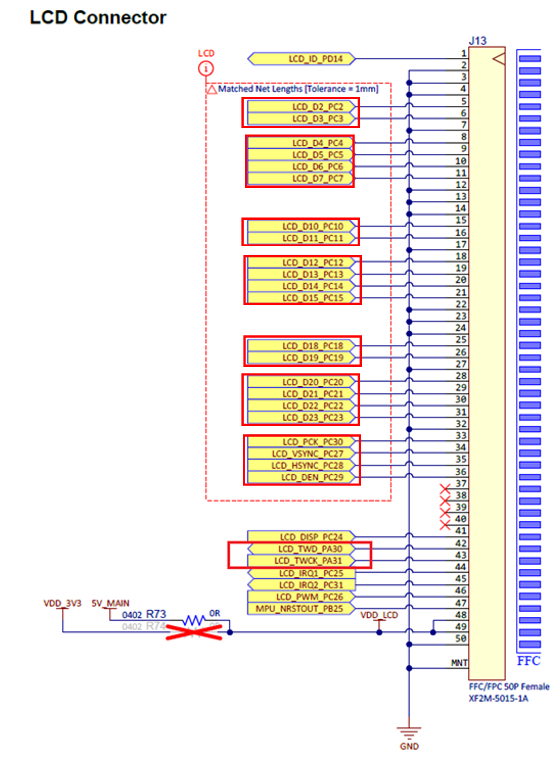 LCD Connector
J13
LCD
1
Matched Net Lengths [Tolerance = 1mm]
LCD_ID_PD14 1
2
3
4
LCD_D2_PC2 5
LCD_D3_PC3 6
7
LCD_D4_PC4 8
LCD_D5_PC5 9
LCD_D6_PC6 10
LCD_D7_PC7 11
12
13
14
LCD_D10_PC10 15
LCD_D11_PC11 16
17
LCD_D12_PC12 18
LCD_D13_PC13 19
LCD_D14_PC14 20
LCD_D15_PC15 21
22
23
24
LCD_D18_PC18 25
LCD_D19_PC19 26
27
LCD_D20_PC20 28
LCD_D21_PC21 29
LCD_D22_PC22 30
LCD_D23_PC23 31
32
LCD_PCK_PC30 33
LCD_VSYNC_PC27 34
LCD_HSYNC_PC28 35
LCD_DEN_PC29 36
37
38
39
40
LCD_DISP_PC24 41
LCD_TWD_PA30 42
LCD_TWCK_PA31 43
LCD_IRQ1_PC25 44
LCD_IRQ2_PC31 45
LCD_PWM_PC26 46
MPU_NRSTOUT_PB25 47
48
49
50
VDD_3V3 5V_MAIN
0402 R73 0R
0402 R74 0R
VDD_LCD
MNT
FFC
FFC/FPC 50P Female
XF2M-5015-1A
GND